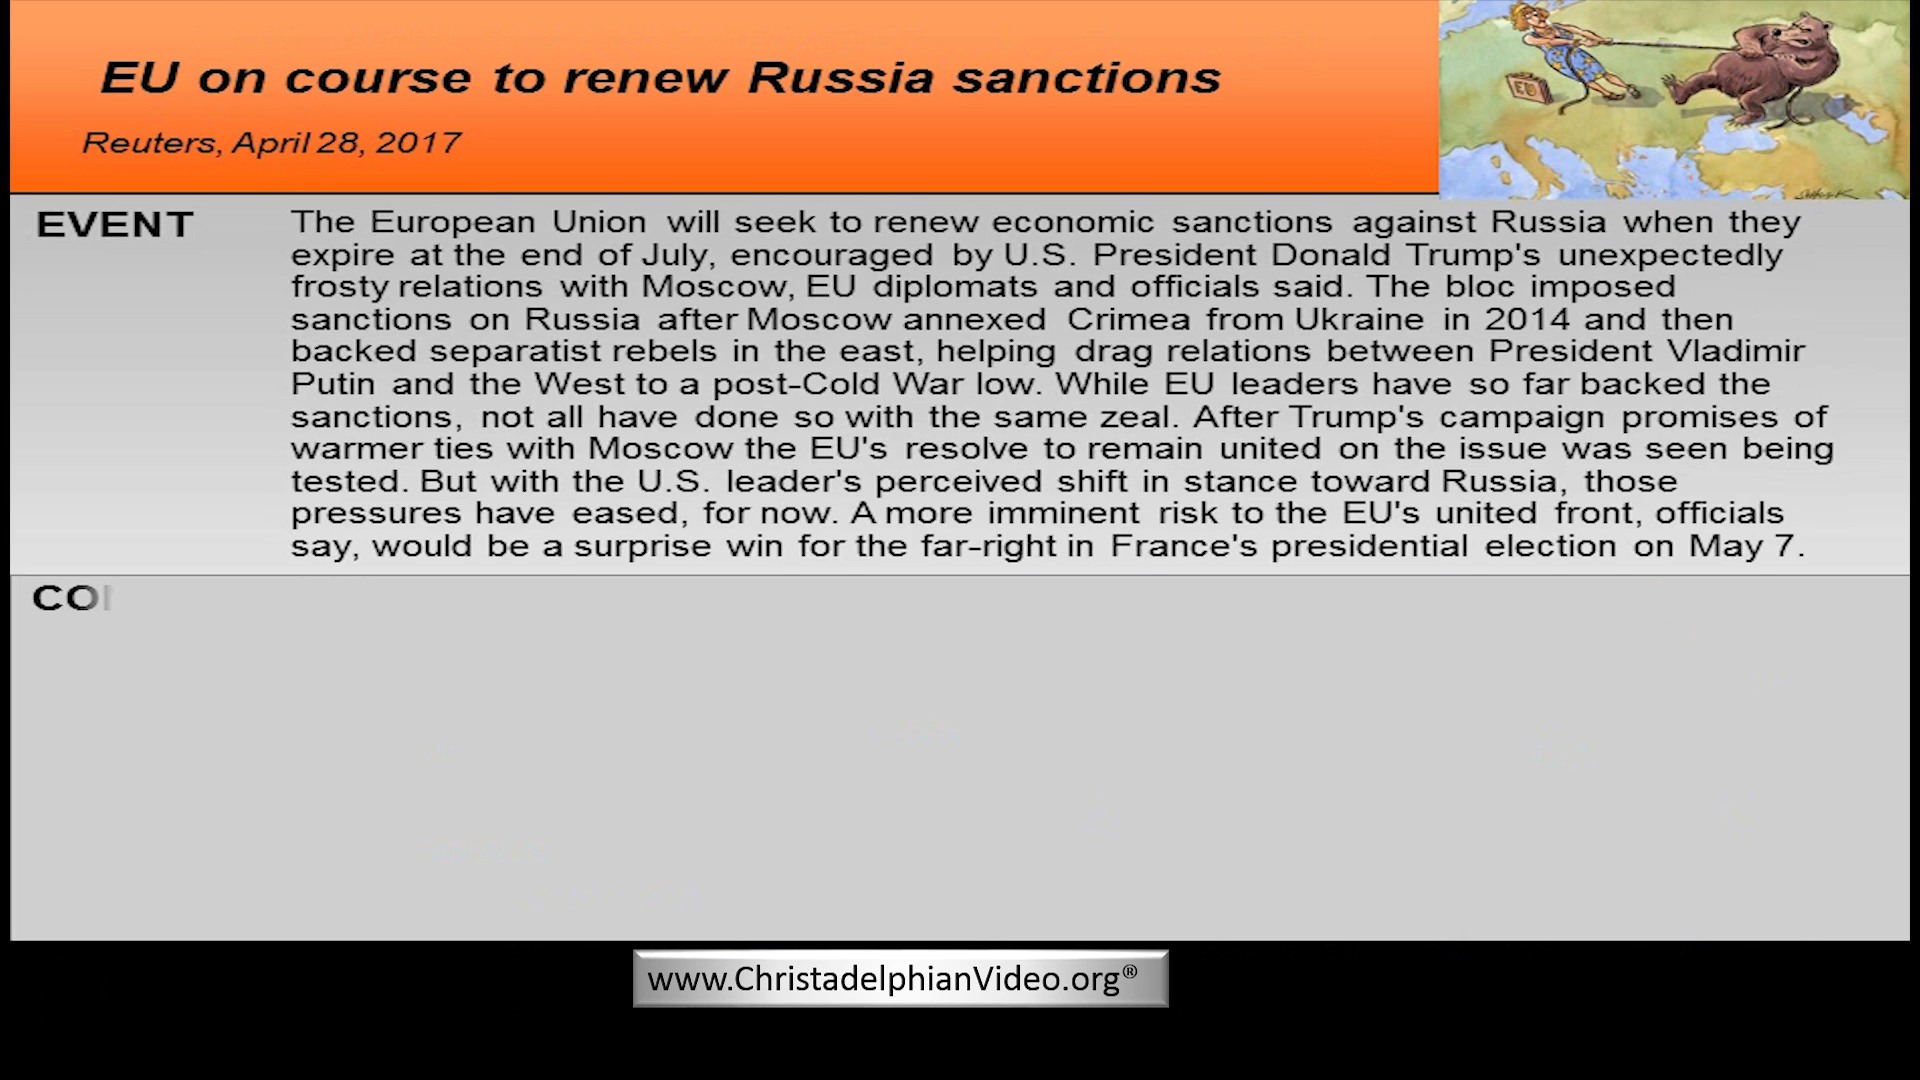 EU on course to renew Russia sanctions
Reuters, April 28, 2017
EU
EVENT
The European Union will seek to renew economic sanctions against Russia when they
expire at the end of July, encouraged by U.S. President Donald Trump's unexpectedly
frosty relations with Moscow, EU diplomats and officials said. The bloc imposed
sanctions on Russia after Moscow annexed Crimea from Ukraine in 2014 and then
backed separatist rebels in the east, helping drag relations between President Vladimir
Putin and the West to a post-Cold War low. While EU leaders have so far backed the
sanctions, not all have done so with the same zeal. After Trump's campaign promises of
warmer ties with Moscow the EU's resolve to remain united on the issue was seen being
tested. But with the U.S. leader's perceived shift in stance toward Russia, those
pressures have eased, for now. A more imminent risk to the EU's united front, officials
say, would be a surprise win for the far-right in France's presidential election on May 7.
CO
www.ChristadelphianVideo.org®